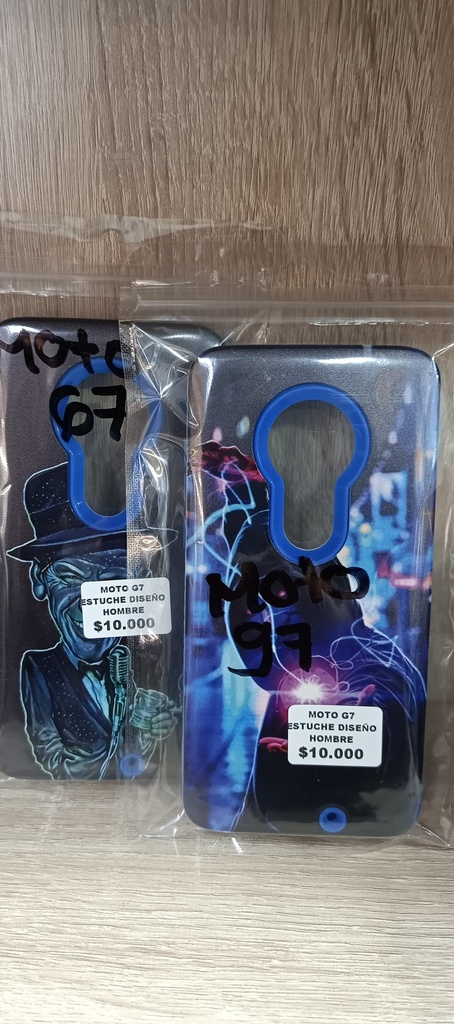 Moto
G7
MOTO G7
ESTUCHE DISEÑO
HOMBRE
$10.000
Moto
g7
MOTO G7
ESTUCHE DISEÑO
HOMBRE
$10.000